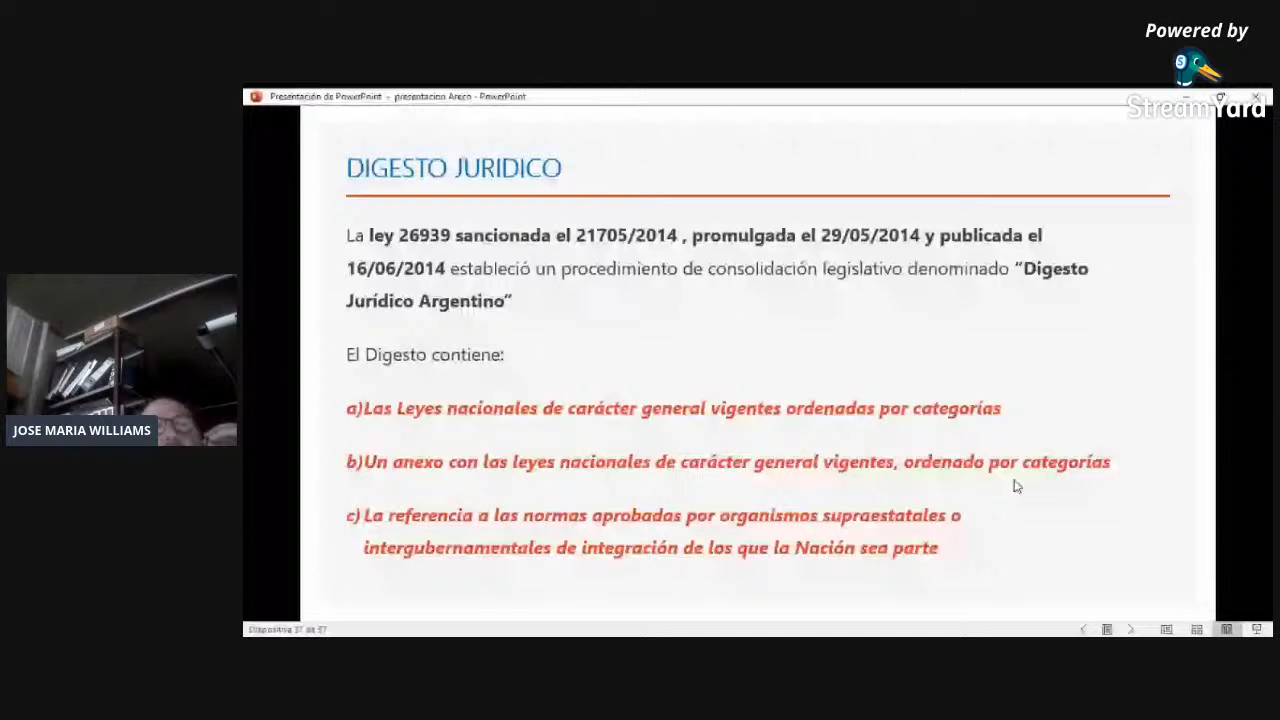 Powered by
StreamYard
Presentación de PowerPoint - presentacion Areco - PowerPoint
DIGESTO JURIDICO
La ley 26939 sancionada el 21705/2014 , promulgada el 29/05/2014 y publicada el
16/06/2014 estableció un procedimiento de consolidación legislativo denominado “Digesto
Jurídico Argentino”
El Digesto contiene:
a)Las Leyes nacionales de carácter general vigentes ordenadas por categorías
b)Un anexo con las leyes nacionales de carácter general vigentes, ordenado por categorías
c) La referencia a las normas aprobadas por organismos supraestatales o
intergubernamentales de integración de los que la Nación sea parte
JOSE MARIA WILLIAMS
Diapositiva 37 de 57